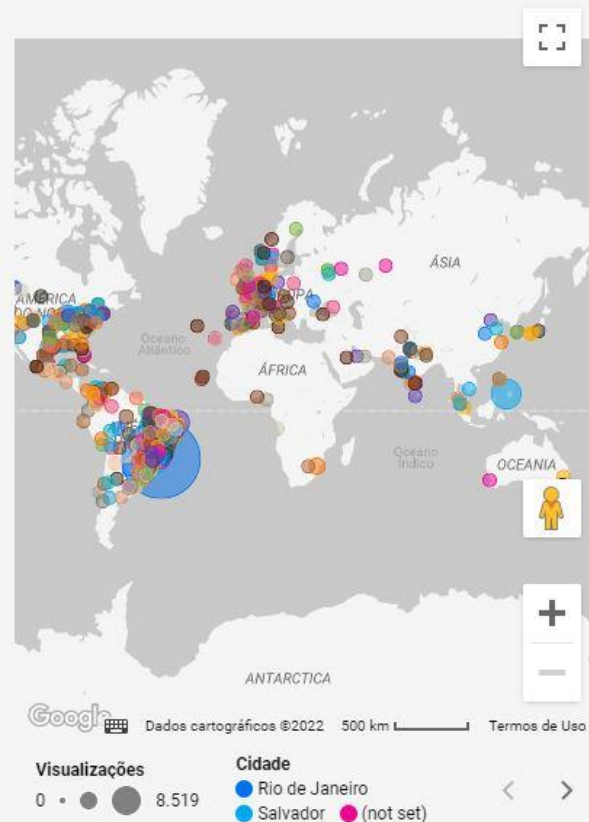 ÁSIA
AMÉRICA
DO NO
Oceano
Atlântico
ÁFRICA
Oceano
Índico
OCEANIA
ANTARCTICA
Google
Dados cartográficos ©2022 500 km Termos de Uso
Visualizações
0 8.519
Cidade
Rio de Janeiro
Salvador (not set)